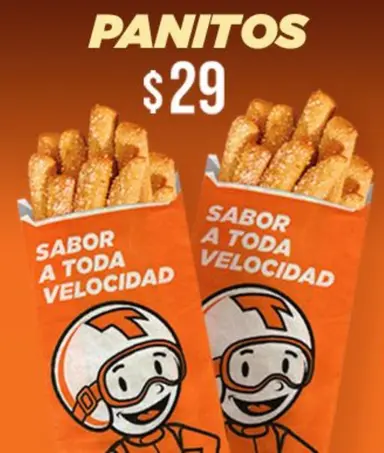 PANITOS
$29
SABOR
A TODA
VELOCIDAD
T
SABOR
A TODA
VELOCIDAD
T